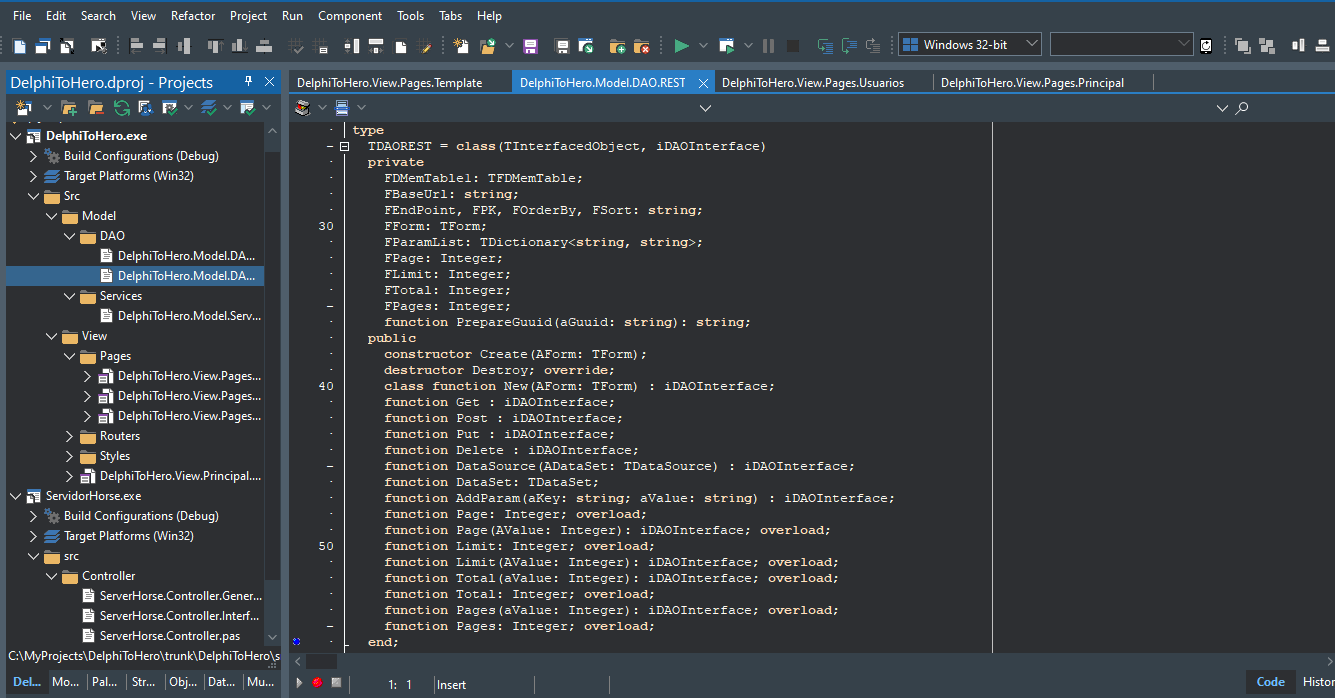 File Edit Search View Refactor Project Run Component Tools Tabs Help
Windows 32-bit
DelphiToHero.dproj - Projects
DelphiToHero.exe
Build Configurations (Debug)
Target Platforms (Win32)
Src
Model
DAO
DelphiToHero.Model.DA...
DelphiToHero.Model.DA...
Services
DelphiToHero.Model.Serv...
View
Pages
DelphiToHero.View.Pages...
DelphiToHero.View.Pages...
DelphiToHero.View.Pages...
Routers
Styles
DelphiToHero.View.Principal....
ServidorHorse.exe
Build Configurations (Debug)
Target Platforms (Win32)
src
Controller
ServerHorse.Controller.Gener...
ServerHorse.Controller.Interf...
ServerHorse.Controller.pas
C:\MyProjects\DelphiToHero\trunk\DelphiToHero\s
Del... Mo... Pal... Str... Obj... Dat... Mu...
DelphiToHero.View.Pages.Template DelphiToHero.Model.DAO.REST DelphiToHero.View.Pages.Usuarios DelphiToHero.View.Pages.Principal
type
TDAOREST = class(TInterfacedObject, iDAOInterface)
private
FDMemTable1: TFDMemTable;
FBaseUrl: string;
FEndPoint, FPK, FOrderBy, FSort: string;
30 FForm: TForm;
FParamList: TDictionary<string, string>;
FPage: Integer;
FLimit: Integer;
FTotal: Integer;
FPages: Integer;
function PrepareGuuid(aGuuid: string): string;
public
constructor Create(AForm: TForm);
destructor Destroy; override;
40 class function New(AForm: TForm) : iDAOInterface;
function Get : iDAOInterface;
function Post : iDAOInterface;
function Put : iDAOInterface;
function Delete : iDAOInterface;
function DataSource(ADataSet: TDataSource) : iDAOInterface;
function DataSet: TDataSet;
function AddParam(aKey: string; aValue: string) : iDAOInterface;
function Page: Integer; overload;
function Page(AValue: Integer): iDAOInterface; overload;
50 function Limit: Integer; overload;
function Limit(AValue: Integer): iDAOInterface; overload;
function Total(aValue: Integer): iDAOInterface; overload;
function Total: Integer; overload;
function Pages(aValue: Integer): iDAOInterface; overload;
function Pages: Integer; overload;
end;
1: 1 Insert
Code Histor